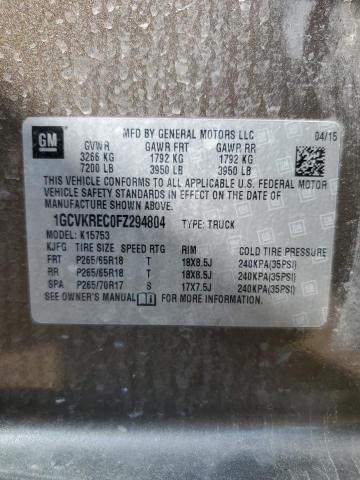 GM
MFD BY GENERAL MOTORS LLC 04/15
GVWR GAWR FRT GAWR RR
3266 KG 1792 KG 1792 KG
7200 LB 3950 LB 3950 LB
THIS VEHICLE CONFORMS TO ALL APPLICABLE U.S. FEDERAL MOTOR
VEHICLE SAFETY STANDARDS IN EFFECT ON THE DATE OF
MANUFACTURE SHOWN ABOVE.
1GCVKREC0FZ294804 TYPE: TRUCK
MODEL: K15753
KJFG TIRE SIZE SPEED RTG RIM COLD TIRE PRESSURE
FRT P265/65R18 T 18X8.5J 240KPA(35PSI)
RR P265/65R18 T 18X8.5J 240KPA(35PSI)
SPA P265/70R17 S 17X7.5J 240KPA(35PSI)
SEE OWNER'S MANUAL FOR MORE INFORMATION.